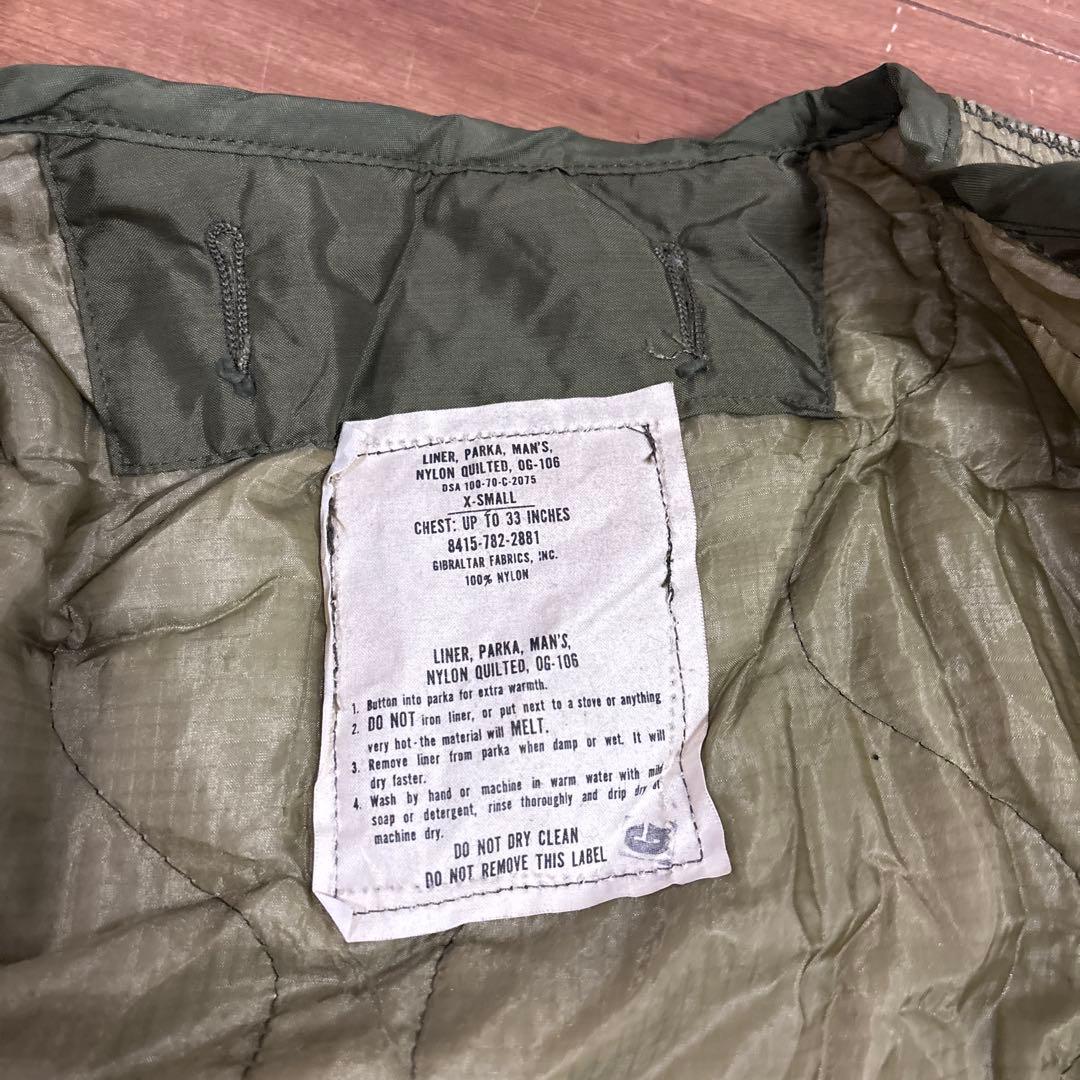 LINER, PARKA, MAN'S,
NYLON QUILTED, OG-106
DSA 100-70-C-2075
X-SMALL
CHEST: UP TO 33 INCHES
8415-782-2881
GIBRALTAR FABRICS, INC.
100% NYLON
LINER, PARKA, MAN'S,
NYLON QUILTED, OG-106
1. Button into parka for extra warmth.
2. DO NOT iron liner, or put next to a stove or anything
very hot-the material will MELT.
3. Remove liner from parka when damp or wet. It will
dry faster.
4. Wash by hand or machine in warm water with mild
soap or detergent, rinse thoroughly and drip dry
machine dry.
DO NOT DRY CLEAN
DO NOT REMOVE THIS LABEL